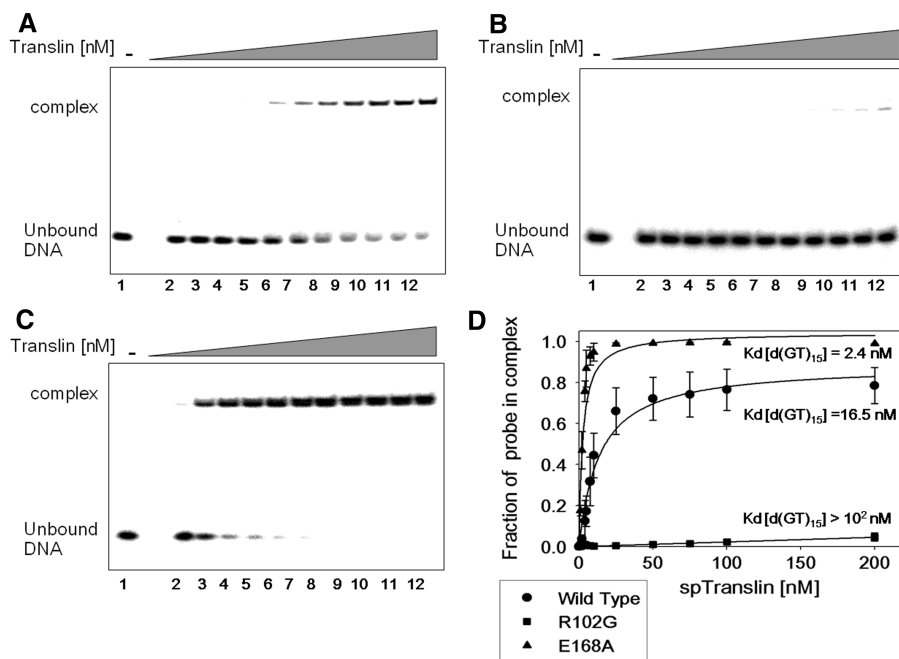 A
Translin [nM]
-
complex
Unbound
DNA
1 2 3 4 5 6 7 8 9 10 11 12
B
Translin [nM]
-
complex
Unbound
DNA
1 2 3 4 5 6 7 8 9 10 11 12
C
Translin [nM]
-
complex
Unbound
DNA
1 2 3 4 5 6 7 8 9 10 11 12
D
Fraction of probe in complex
1.0
0.8
0.6
0.4
0.2
0.0
Kd[d(GT)15] = 2.4 nM
Kd[d(GT)15] =16.5 nM
Kd[d(GT)15] > 10² nM
0 50 100 150 200
spTranslin [nM]
Wild Type
R102G
E168A